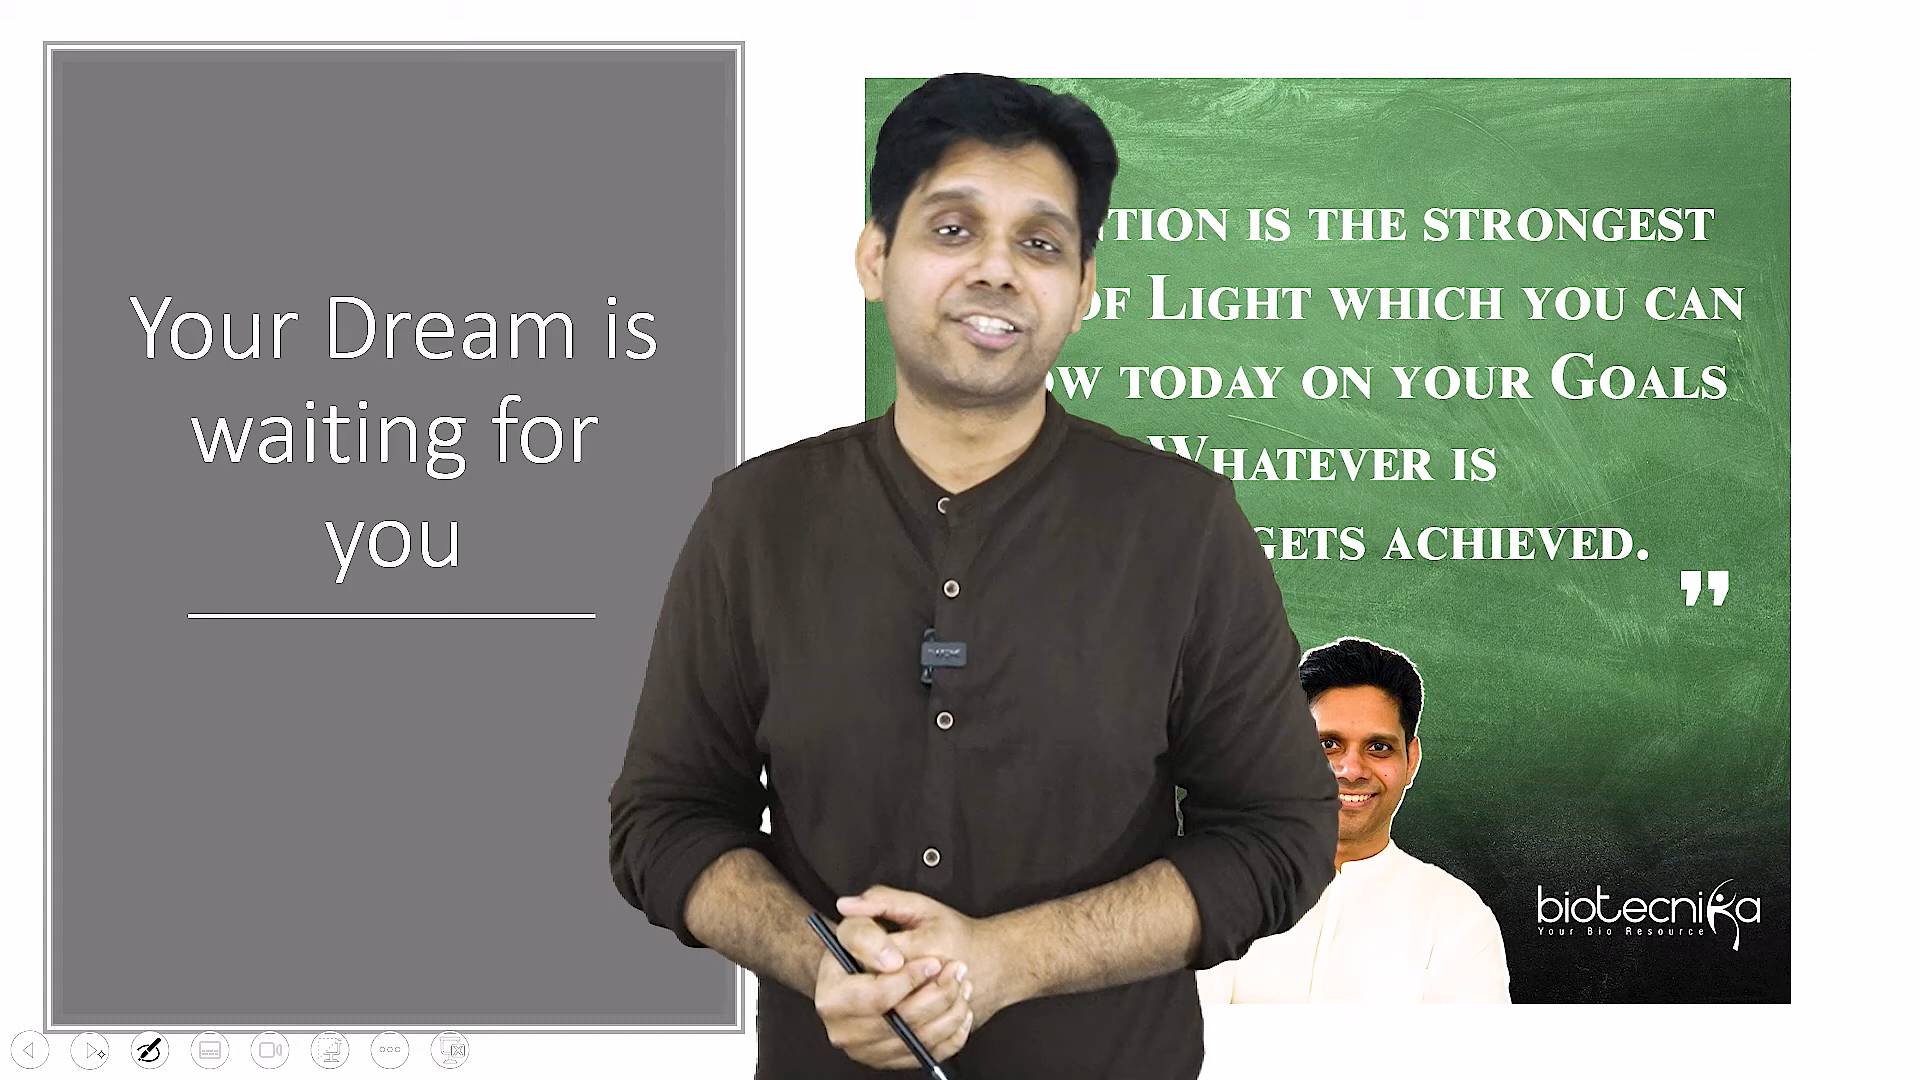 Your Dream is
waiting for
you
TION IS THE STRONGEST
OF LIGHT WHICH YOU CAN
OW TODAY ON YOUR GOALS
WHATEVER IS
GETS ACHIEVED.
”
biotecnika
Your Bio Resource